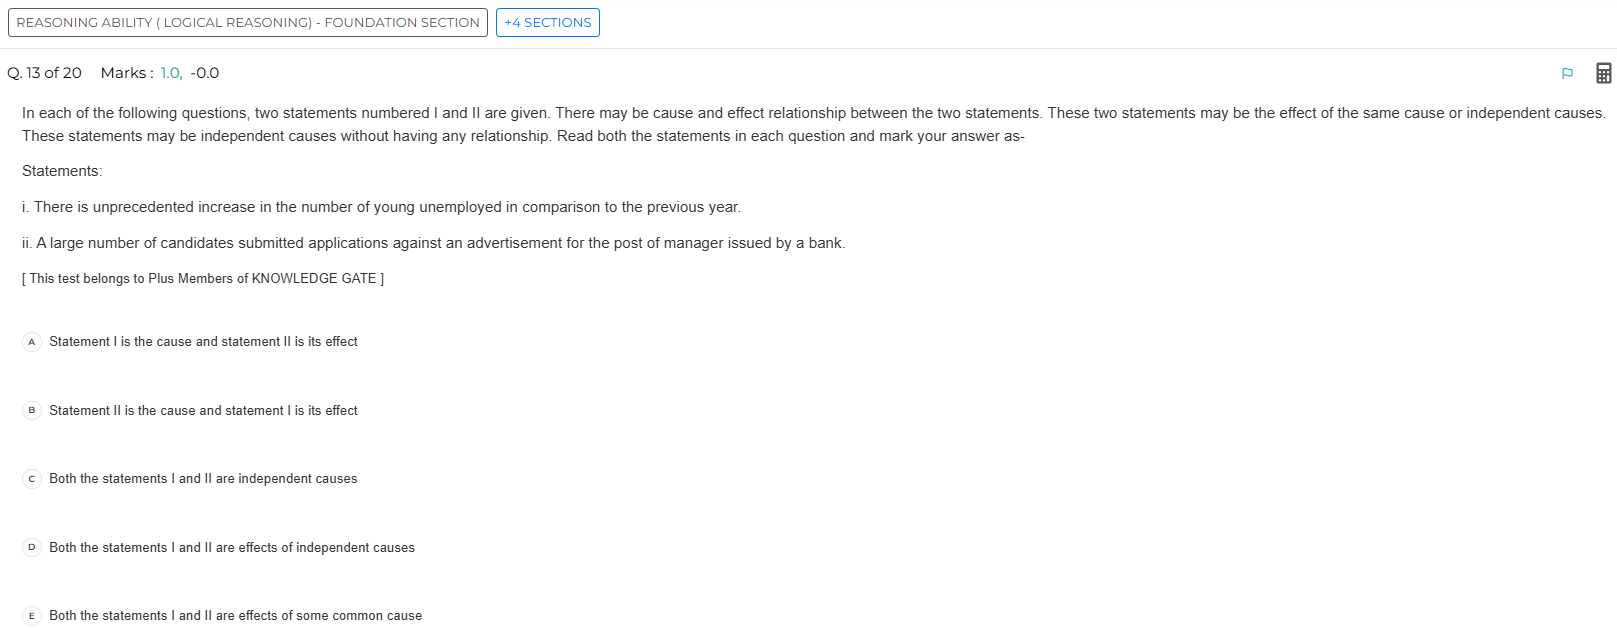 REASONING ABILITY ( LOGICAL REASONING) - FOUNDATION SECTION
+4 SECTIONS
Q. 13 of 20 Marks : 1.0, -0.0
In each of the following questions, two statements numbered I and II are given. There may be cause and effect relationship between the two statements. These two statements may be the effect of the same cause or independent causes.
These statements may be independent causes without having any relationship. Read both the statements in each question and mark your answer as-
Statements:
i. There is unprecedented increase in the number of young unemployed in comparison to the previous year.
ii. A large number of candidates submitted applications against an advertisement for the post of manager issued by a bank.
[ This test belongs to Plus Members of KNOWLEDGE GATE ]
A Statement I is the cause and statement II is its effect
B Statement II is the cause and statement I is its effect
C Both the statements I and II are independent causes
D Both the statements I and II are effects of independent causes
E Both the statements I and II are effects of some common cause